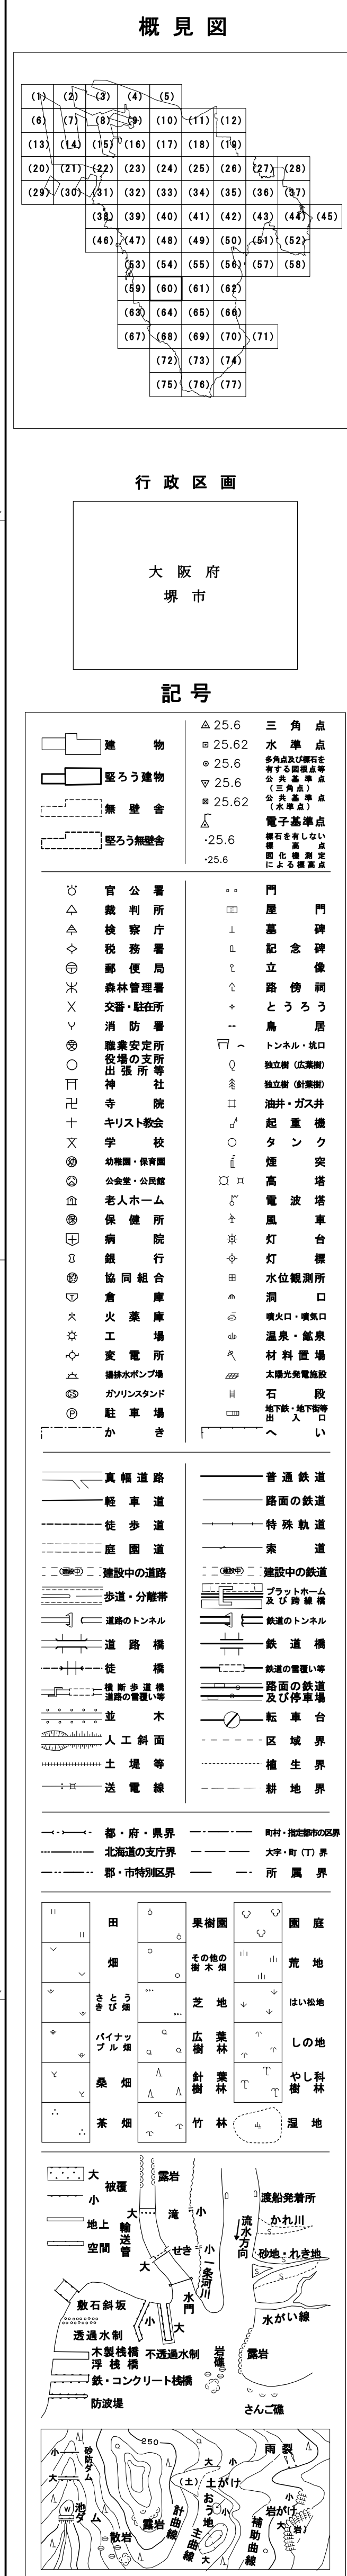 概見図
(1) (2) (3) (4) (5)
(6) (7) (8) (9) (10) (11) (12)
(13) (14) (15) (16) (17) (18) (19)
(20) (21) (22) (23) (24) (25) (26) (27) (28)
(29) (30) (31) (32) (33) (34) (35) (36) (37)
(38) (39) (40) (41) (42) (43) (44) (45)
(46) (47) (48) (49) (50) (51) (52)
(53) (54) (55) (56) (57) (58)
(59) (60) (61) (62)
(63) (64) (65) (66)
(67) (68) (69) (70) (71)
(72) (73) (74)
(75) (76) (77)
行政区画
大阪府
堺市
記号
建物
堅ろう建物
無壁舎
堅ろう無壁舎
25.6 三角点
25.62 水準点
25.6 多角点及び標石を
有する図根点等
25.6 公共基準点
(三角点)
25.62 公共基準点
(水準点)
電子基準点
・25.6 標石を有しない
標高点
・25.6 図化機測定
による標高点
官公署
裁判所
検察庁
税務署
郵便局
森林管理署
交番・駐在所
消防署
職業安定所
役場の支所
出張所等
神社
寺院
キリスト教会
学校
幼稚園・保育園
公会堂・公民館
老人ホーム
保健所
病院
銀行
協同組合
倉庫
火薬庫
工場
変電所
揚排水ポンプ場
ガソリンスタンド
駐車場
かき
門
屋門
墓碑
記念碑
立像
路傍祠
とうろう
鳥居
トンネル・坑口
独立樹(広葉樹)
独立樹(針葉樹)
油井・ガス井
起重機
タンク
煙突
高塔
電波塔
風車
灯台
灯標
水位観測所
洞口
噴火口・噴気口
温泉・鉱泉
材料置場
太陽光発電施設
石段
地下鉄・地下街等
出入口
へい
真幅道路
軽車道
徒歩道
庭園道
建設中 建設中の道路
歩道・分離帯
道路のトンネル
道路橋
徒橋
横断歩道橋
道路の雪覆い等
並木
人工斜面
土堤等
送電線
普通鉄道
路面の鉄道
特殊軌道
索道
建設中 建設中の鉄道
プラットホーム
及び跨線橋
鉄道のトンネル
鉄道橋
鉄道の雪覆い等
路面の鉄道
及び停車場
転車台
区域界
植生界
耕地界
都・府・県界
北海道の支庁界
郡・市特別区界
町村・指定都市の区界
大字・町(丁)界
所属界
田
畑
さとう
きび畑
パイナッ
プル畑
桑畑
茶畑
果樹園
その他の
樹木畑
芝地
広葉
樹林
針葉
樹林
竹林
園庭
荒地
はい松地
しの地
やし科
樹林
湿地
大
被覆
小
地上
空間
輸送管
露岩
大 滝 小
せき
大
小
一条河川
水門
流水方向
渡船発着所
かれ川
砂地・れき地
水がい線
敷石斜坂
透過水制
小
大
不透過水制
木製桟橋
浮桟橋
鉄・コンクリート桟橋
防波堤
岩礁
露岩
さんご礁
250
小
砂防ダム
大
池
ダム
W
散岩
露岩
計曲線
主曲線
大 小
(土) 土がけ
おう地
小
大
補助曲線
雨裂
小
岩がけ
大
(岩)